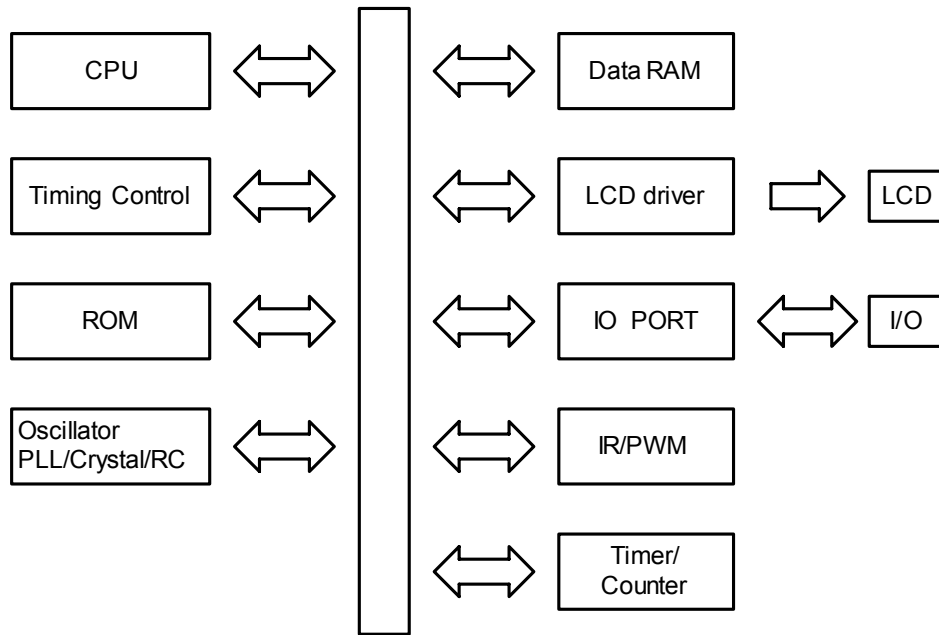 CPU
Data RAM
Timing Control
LCD driver
LCD
ROM
IO PORT
I/O
Oscillator
PLL/Crystal/RC
IR/PWM
Timer/
Counter